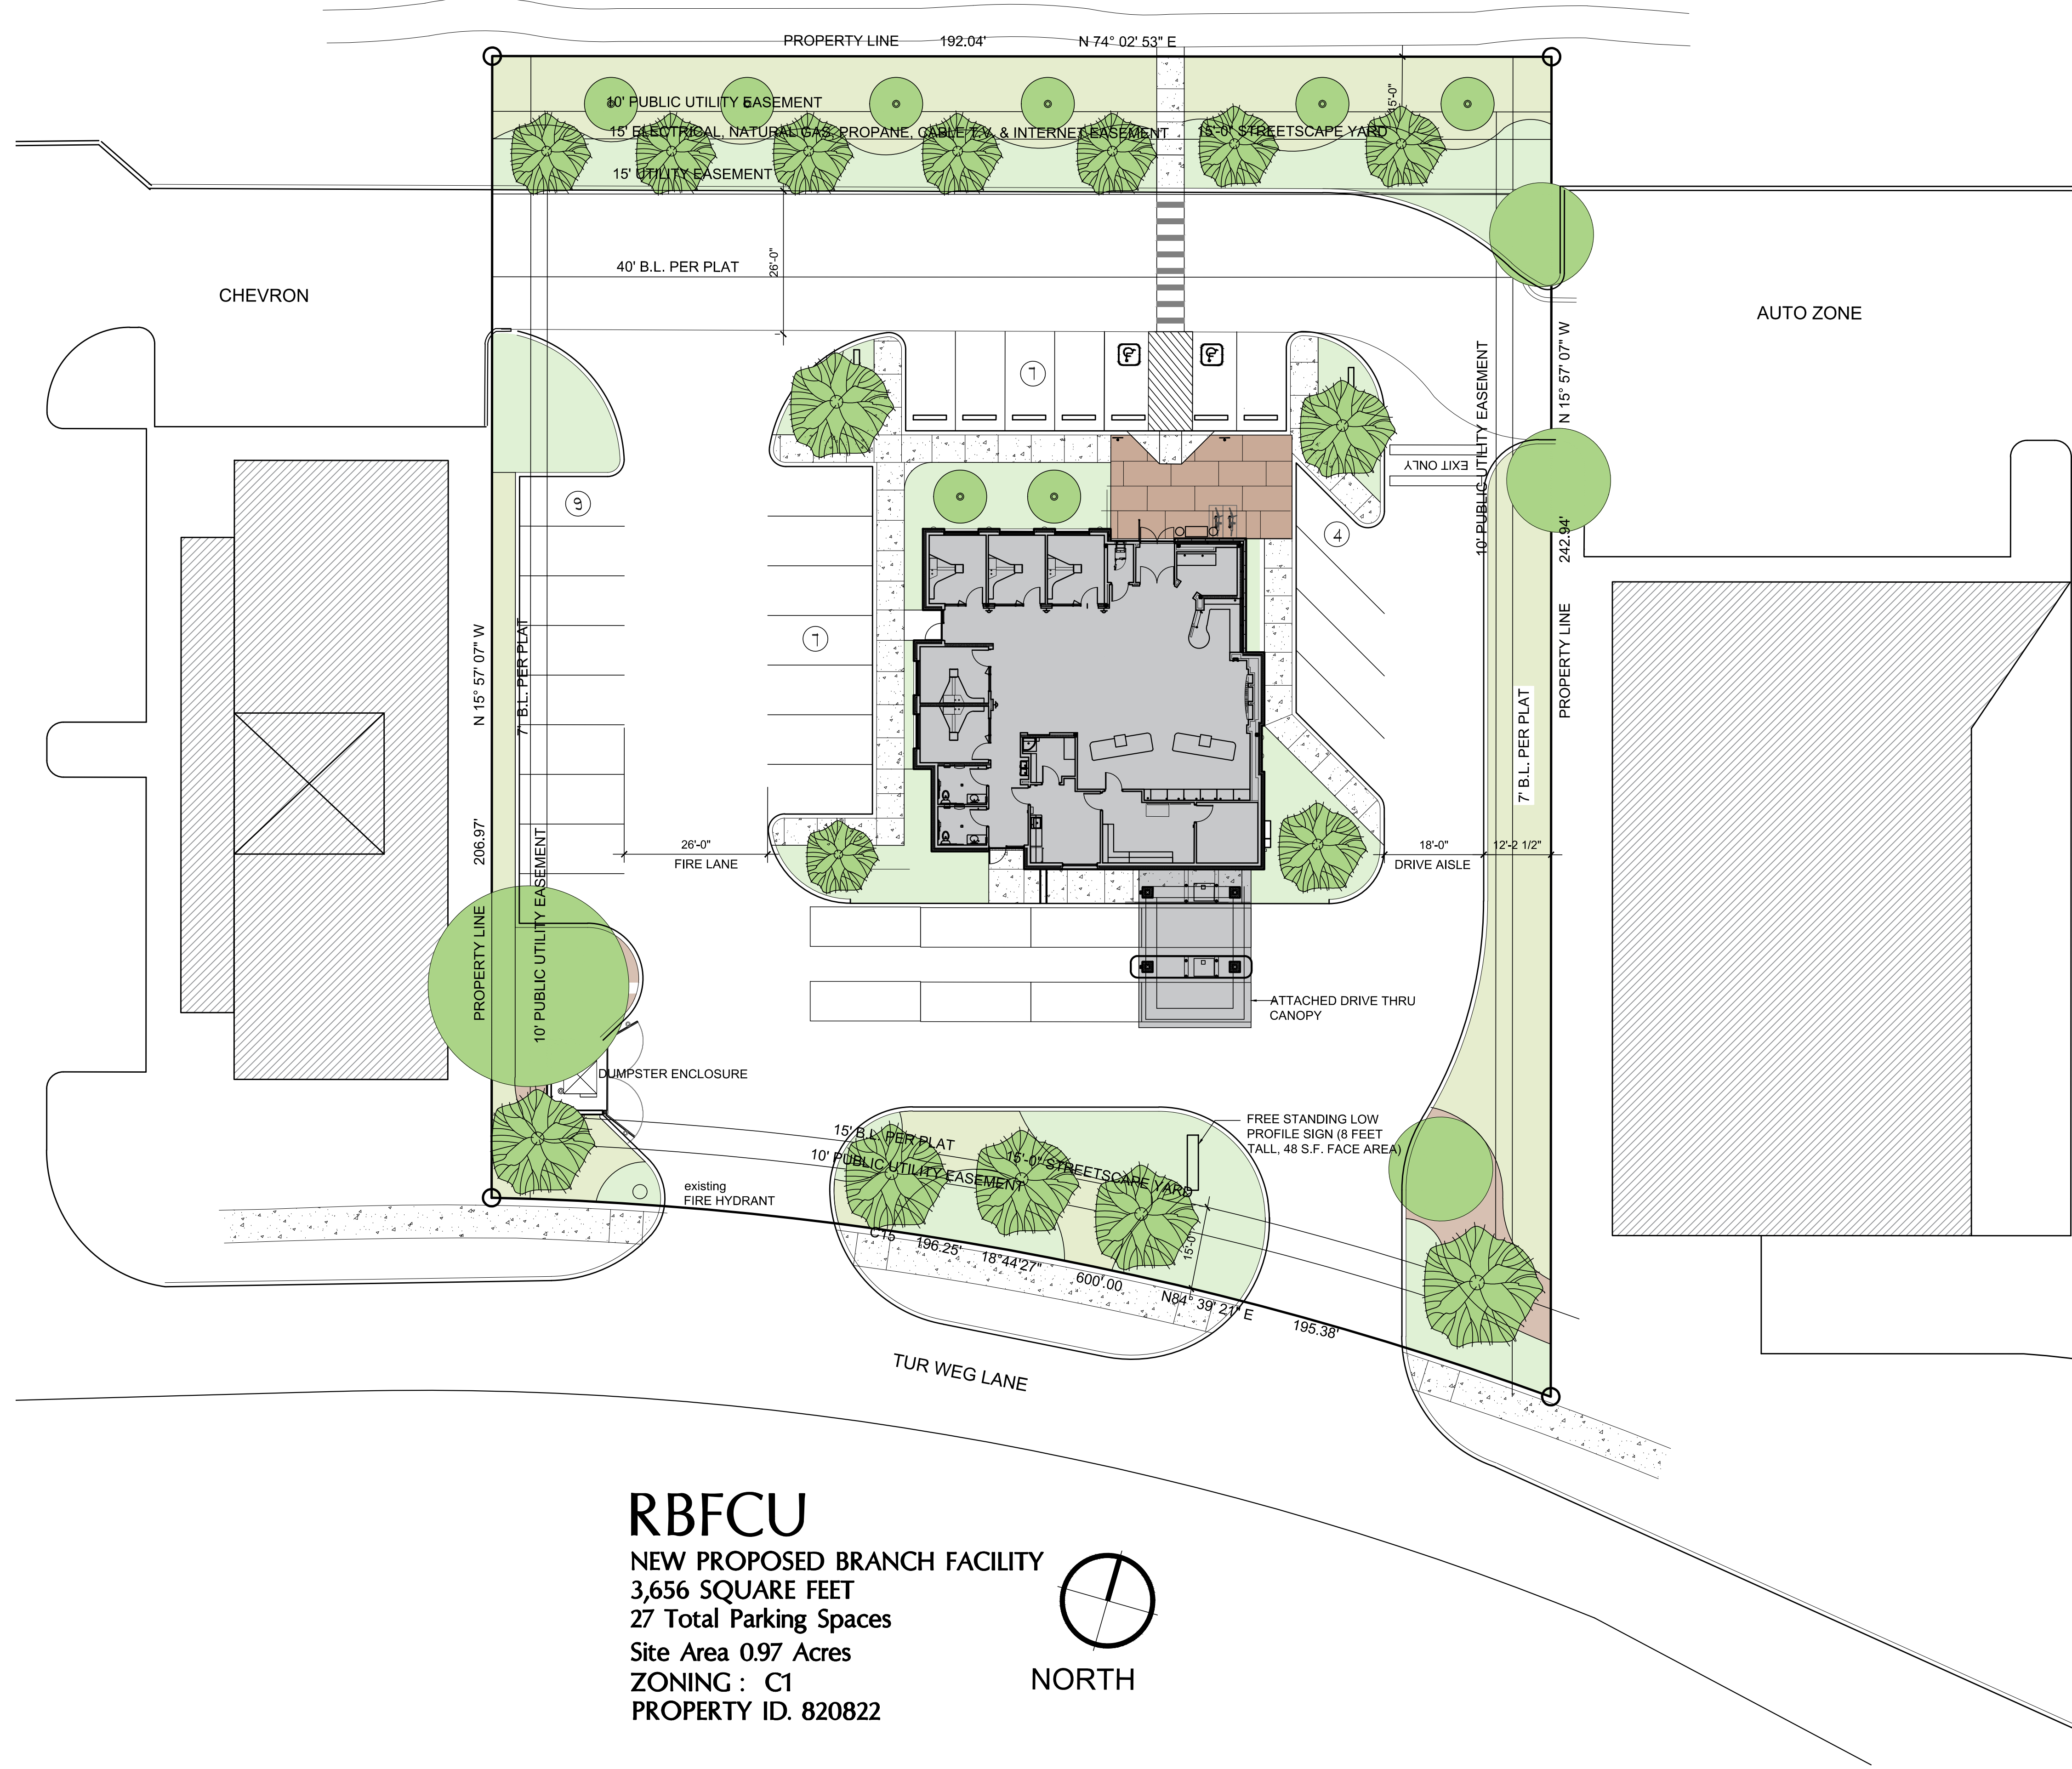 PROPERTY LINE 192.04' N 74° 02' 53" E
10' PUBLIC UTILITY EASEMENT
15'-0"
15' ELECTRICAL, NATURAL GAS, PROPANE, CABLE T.V. & INTERNET EASEMENT
15'-0" STREETSCAPE YARD
15' UTILITY EASEMENT
26'-0"
40' B.L. PER PLAT
CHEVRON
AUTO ZONE
7
EXIT ONLY
9
4
7
N 15° 57' 07" W
206.97'
PROPERTY LINE
7' B.L. PER PLAT
10' PUBLIC UTILITY EASEMENT
10' PUBLIC UTILITY EASEMENT
N 15° 57' 07" W
242.94'
PROPERTY LINE
7' B.L. PER PLAT
26'-0"
FIRE LANE
18'-0"
DRIVE AISLE
12'-2 1/2"
ATTACHED DRIVE THRU
CANOPY
DUMPSTER ENCLOSURE
FREE STANDING LOW
PROFILE SIGN (8 FEET
TALL, 48 S.F. FACE AREA)
15' B.L. PER PLAT
10' PUBLIC UTILITY EASEMENT
15'-0" STREETSCAPE YARD
15'-0"
existing
FIRE HYDRANT
C15 196.25' 18°44'27" 600'.00 N84° 39' 21" E 195.38'
TUR WEG LANE
RBFCU
NEW PROPOSED BRANCH FACILITY
3,656 SQUARE FEET
27 Total Parking Spaces
Site Area 0.97 Acres
ZONING : C1
PROPERTY ID. 820822
NORTH